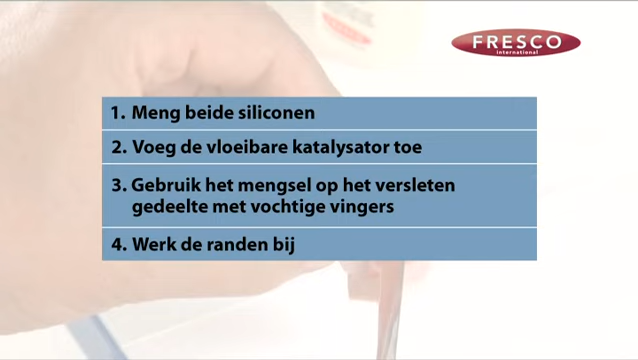 FRESCO
international
1. Meng beide siliconen
2. Voeg de vloeibare katalysator toe
3. Gebruik het mengsel op het versleten
gedeelte met vochtige vingers
4. Werk de randen bij